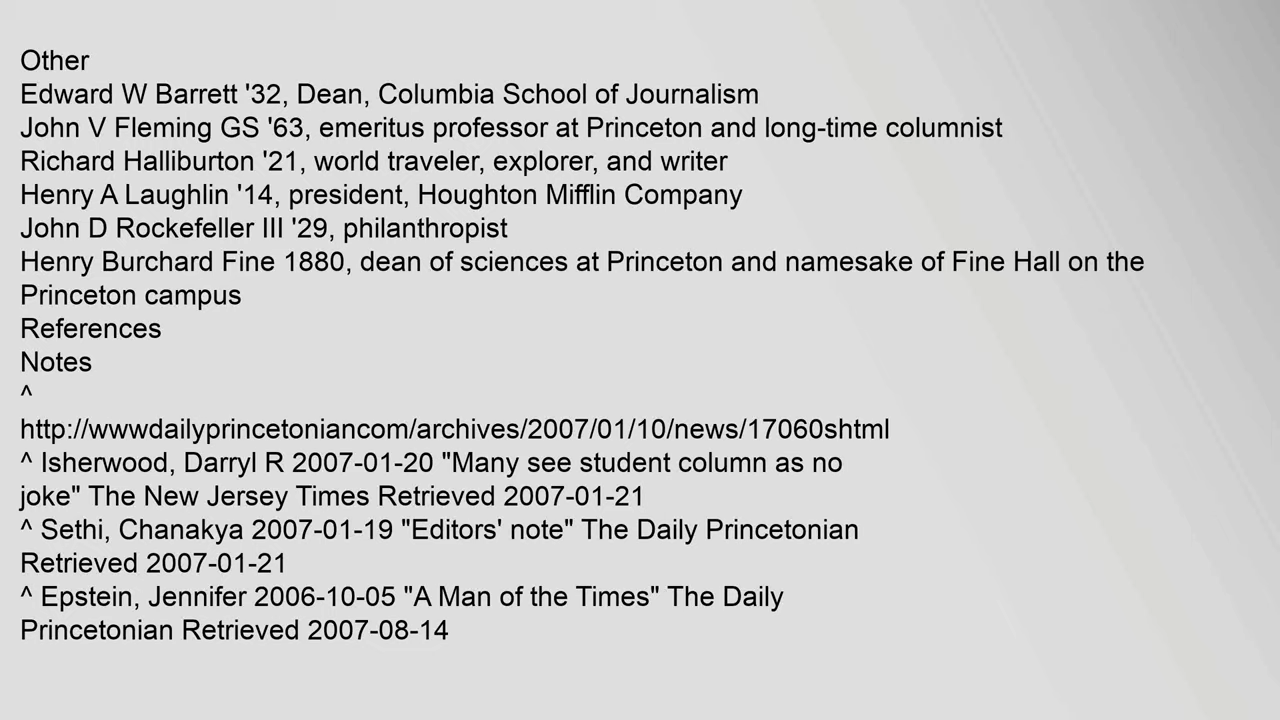 Other
Edward W Barrett '32, Dean, Columbia School of Journalism
John V Fleming GS '63, emeritus professor at Princeton and long-time columnist
Richard Halliburton '21, world traveler, explorer, and writer
Henry A Laughlin '14, president, Houghton Mifflin Company
John D Rockefeller III '29, philanthropist
Henry Burchard Fine 1880, dean of sciences at Princeton and namesake of Fine Hall on the
Princeton campus
References
Notes
^
http://wwwdailyprincetoniancom/archives/2007/01/10/news/17060shtml
^ Isherwood, Darryl R 2007-01-20 "Many see student column as no
joke" The New Jersey Times Retrieved 2007-01-21
^ Sethi, Chanakya 2007-01-19 "Editors' note" The Daily Princetonian
Retrieved 2007-01-21
^ Epstein, Jennifer 2006-10-05 "A Man of the Times" The Daily
Princetonian Retrieved 2007-08-14